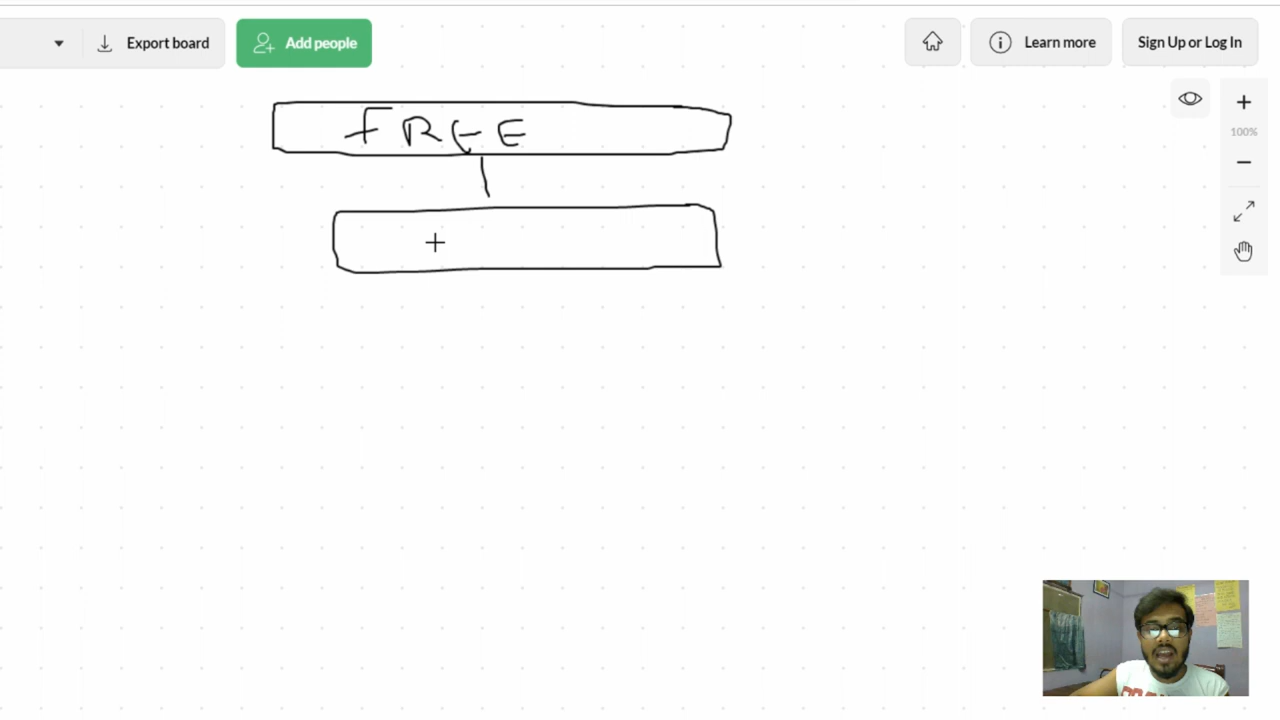 Export board
Add people
Learn more
Sign Up or Log In
100%
FREE